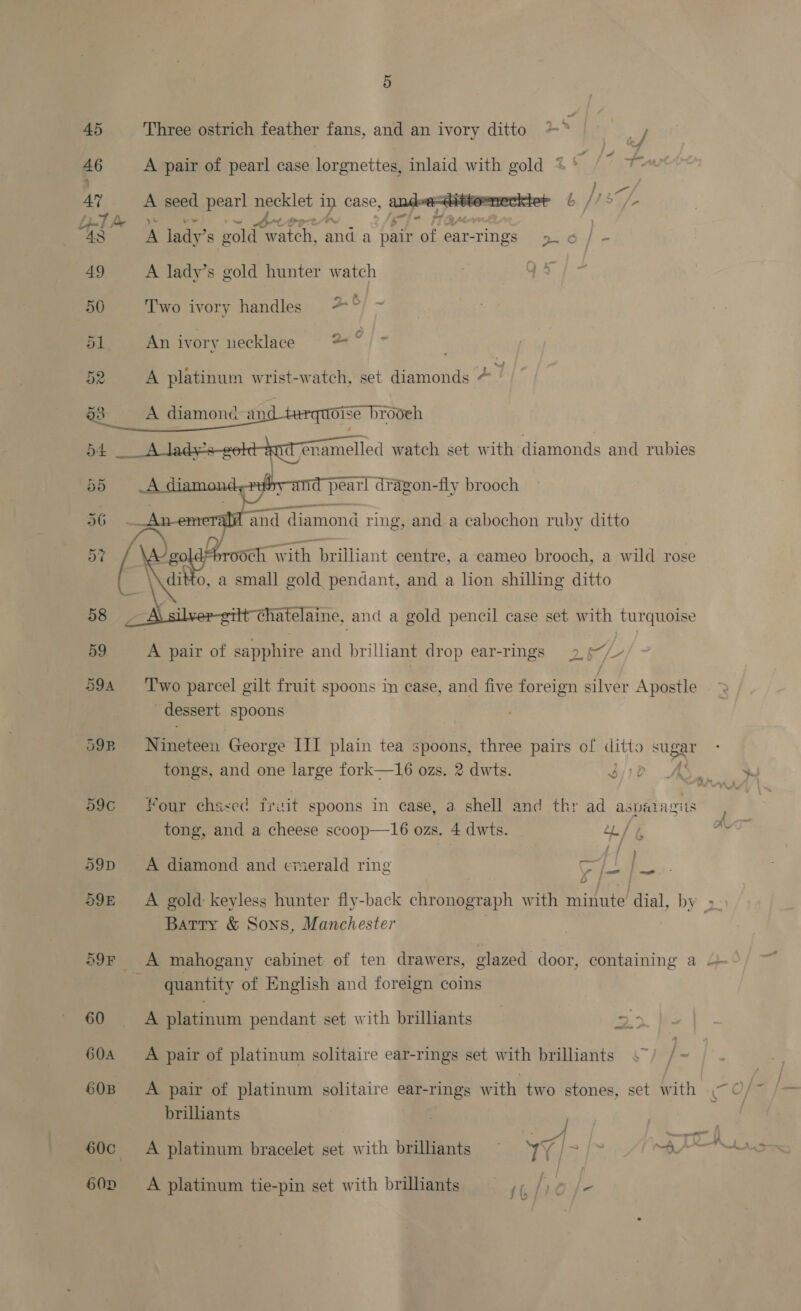 5
45 Three ostrich feather fans, and an ivory ditto
46 A pair of pearl case lorgnettes, inlaid with gold
47 A seed pearl necklet in case, and a ditto necklet 6/15/-
48 A lady's gold watch, and a pair of ear-rings
49 A lady's gold hunter watch
50 Two ivory handles
51 An ivory necklace
52 A platinum wrist-watch, set diamonds
53 A diamond and turquoise brooch
54 A lady's gold and enamelled watch set with diamonds and rubies
55 A diamond, ruby and pearl dragon-fly brooch
56 An emerald and diamond ring, and a cabochon ruby ditto
57 A gold brooch with brilliant centre, a cameo brooch, a wild rose
ditto, a small gold pendant, and a lion shilling ditto
58 A silver-gilt chatelaine, and a gold pencil case set with turquoise
59 A pair of sapphire and brilliant drop ear-rings
59A Two parcel gilt fruit spoons in case, and five foreign silver Apostle
dessert spoons
59B Nineteen George III plain tea spoons, three pairs of ditto sugar
tongs, and one large fork—16 ozs. 2 dwts.
59C Four chased fruit spoons in case, a shell and thread asparagus
tong, and a cheese scoop—16 ozs. 4 dwts.
59D A diamond and emerald ring
59E A gold keyless hunter fly-back chronograph with minute dial, by
Barry & Sons, Manchester
59F A mahogany cabinet of ten drawers, glazed door, containing a
quantity of English and foreign coins
60 A platinum pendant set with brilliants
60A A pair of platinum solitaire ear-rings set with brilliants
60B A pair of platinum solitaire ear-rings with two stones, set with
brilliants
60C A platinum bracelet set with brilliants
60D A platinum tie-pin set with brilliants